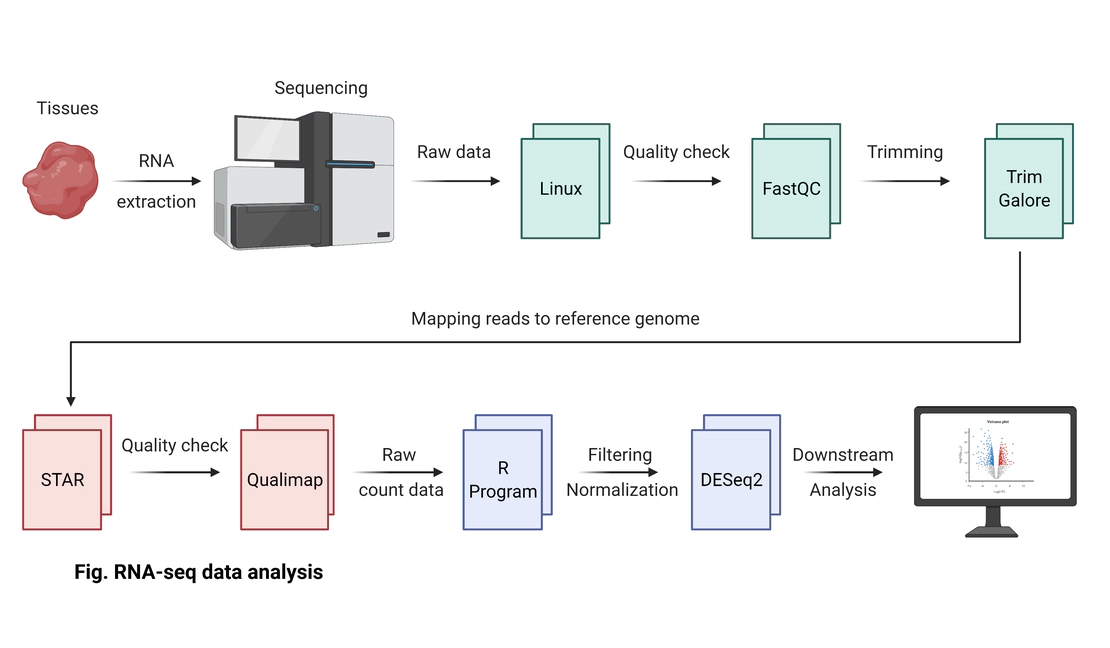 Sequencing
Tissues
RNA
extraction
Raw data
Linux
Quality check
FastQC
Trimming
Trim
Galore
Mapping reads to reference genome
STAR
Quality check
Qualimap
Raw
count data
R
Program
Filtering
Normalization
DESeq2
Downstream
Analysis
Volcano plot
Fig. RNA-seq data analysis